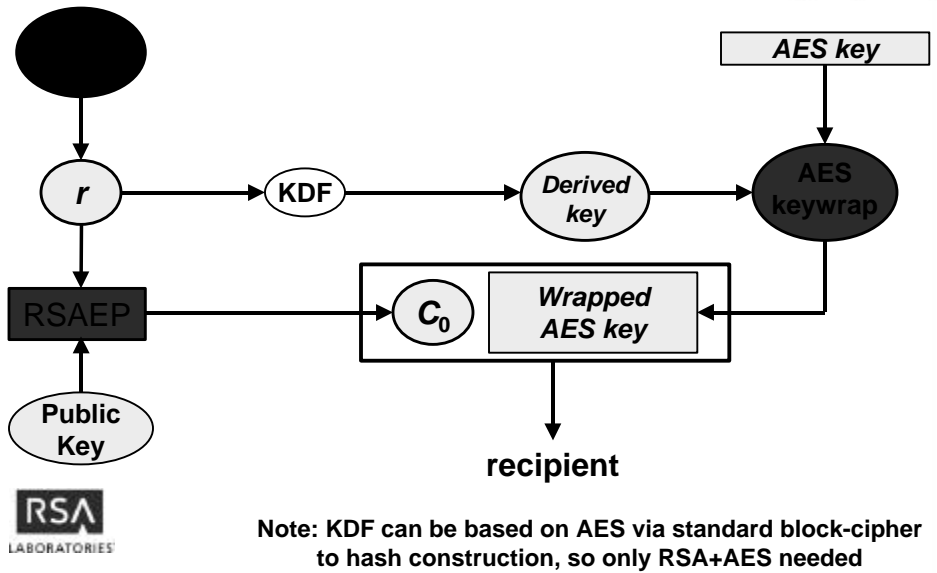 AES key
r
KDF
Derived
key
AES
keywrap
RSAEP
C0
Wrapped
AES key
Public
Key
recipient
RSA
LABORATORIES
Note: KDF can be based on AES via standard block-cipher
to hash construction, so only RSA+AES needed